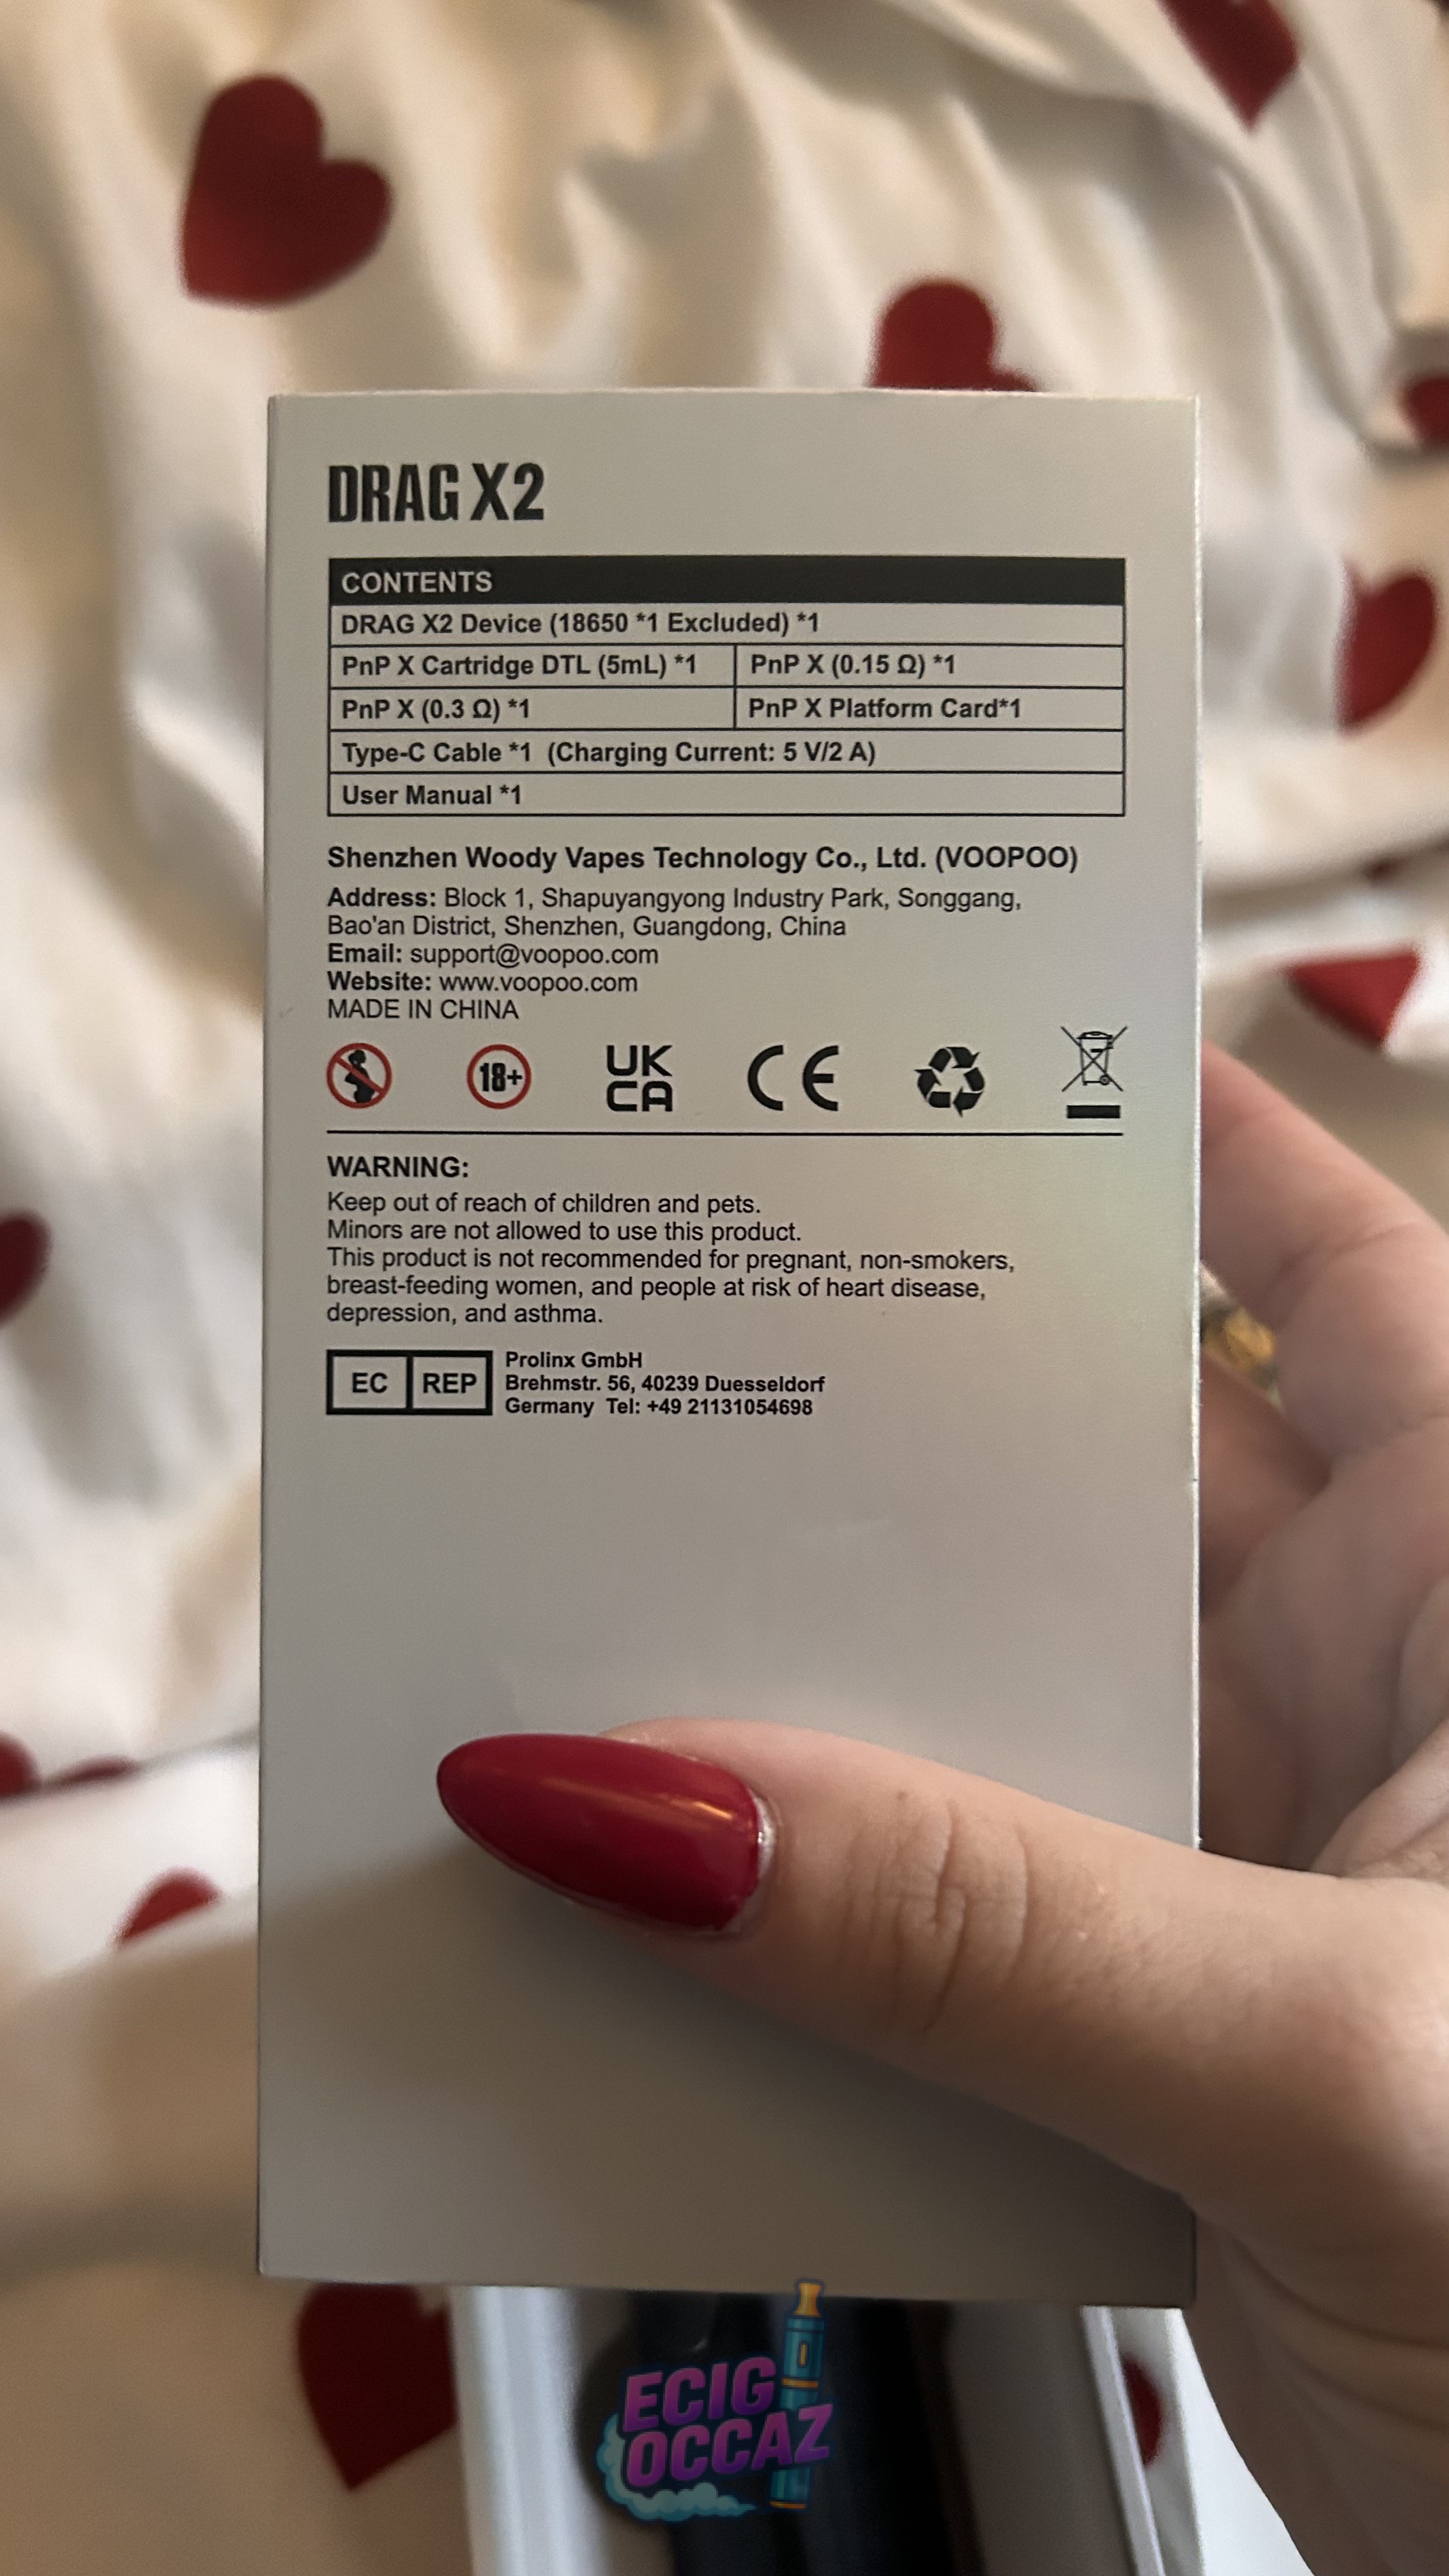 DRAG X2
CONTENTS
DRAG X2 Device (18650 *1 Excluded) *1
PnP X Cartridge DTL (5mL) *1
PnP X (0.15 Ω) *1
PnP X (0.3 Ω) *1
PnP X Platform Card*1
Type-C Cable *1 (Charging Current: 5 V/2 A)
User Manual *1
Shenzhen Woody Vapes Technology Co., Ltd. (VOOPOO)
Address: Block 1, Shapuyangyong Industry Park, Songgang,
Bao'an District, Shenzhen, Guangdong, China
Email: support@voopoo.com
Website: www.voopoo.com
MADE IN CHINA
18+
UK
CA
CE
WARNING:
Keep out of reach of children and pets.
Minors are not allowed to use this product.
This product is not recommended for pregnant, non-smokers,
breast-feeding women, and people at risk of heart disease,
depression, and asthma.
EC REP
Prolinx GmbH
Brehmstr. 56, 40239 Duesseldorf
Germany Tel: +49 21131054698
ECIG
OCCAZ